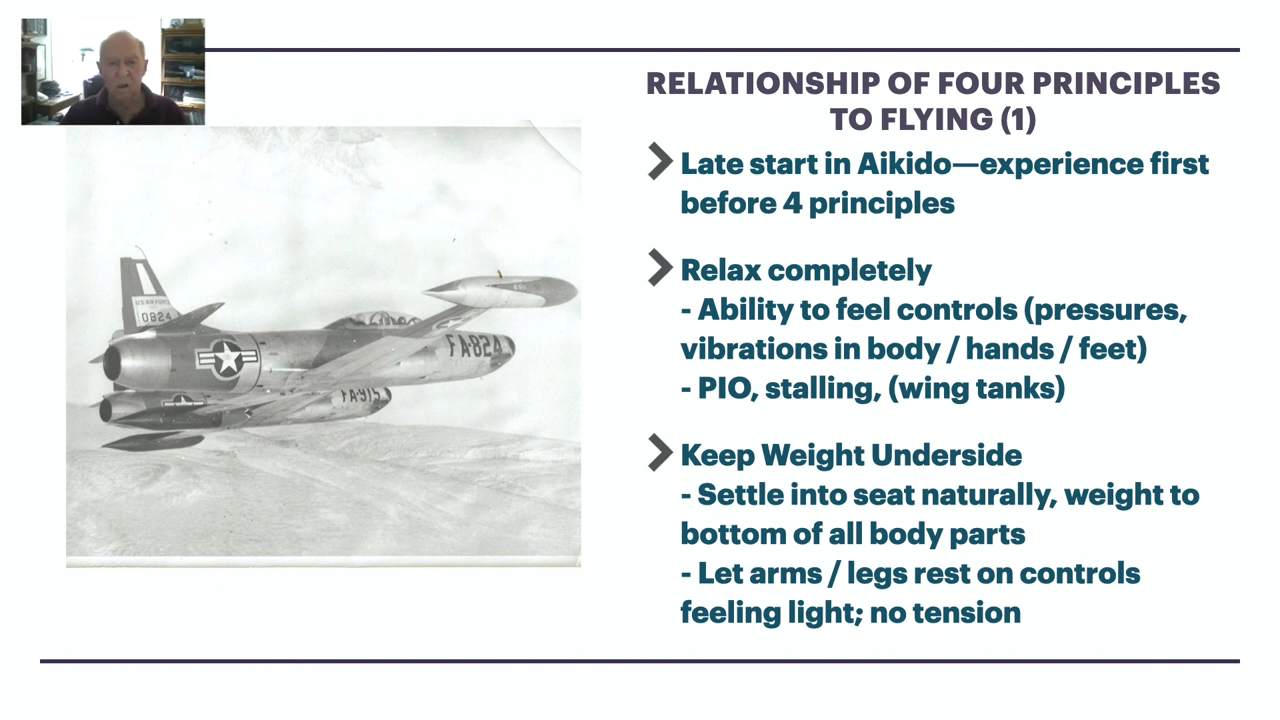 RELATIONSHIP OF FOUR PRINCIPLES
TO FLYING (1)
Late start in Aikido—experience first
before 4 principles
Relax completely
- Ability to feel controls (pressures,
vibrations in body / hands / feet)
- PIO, stalling, (wing tanks)
Keep Weight Underside
- Settle into seat naturally, weight to
bottom of all body parts
- Let arms / legs rest on controls
feeling light; no tension
U.S. AIR FORCE
0824
FA-824
FA-975